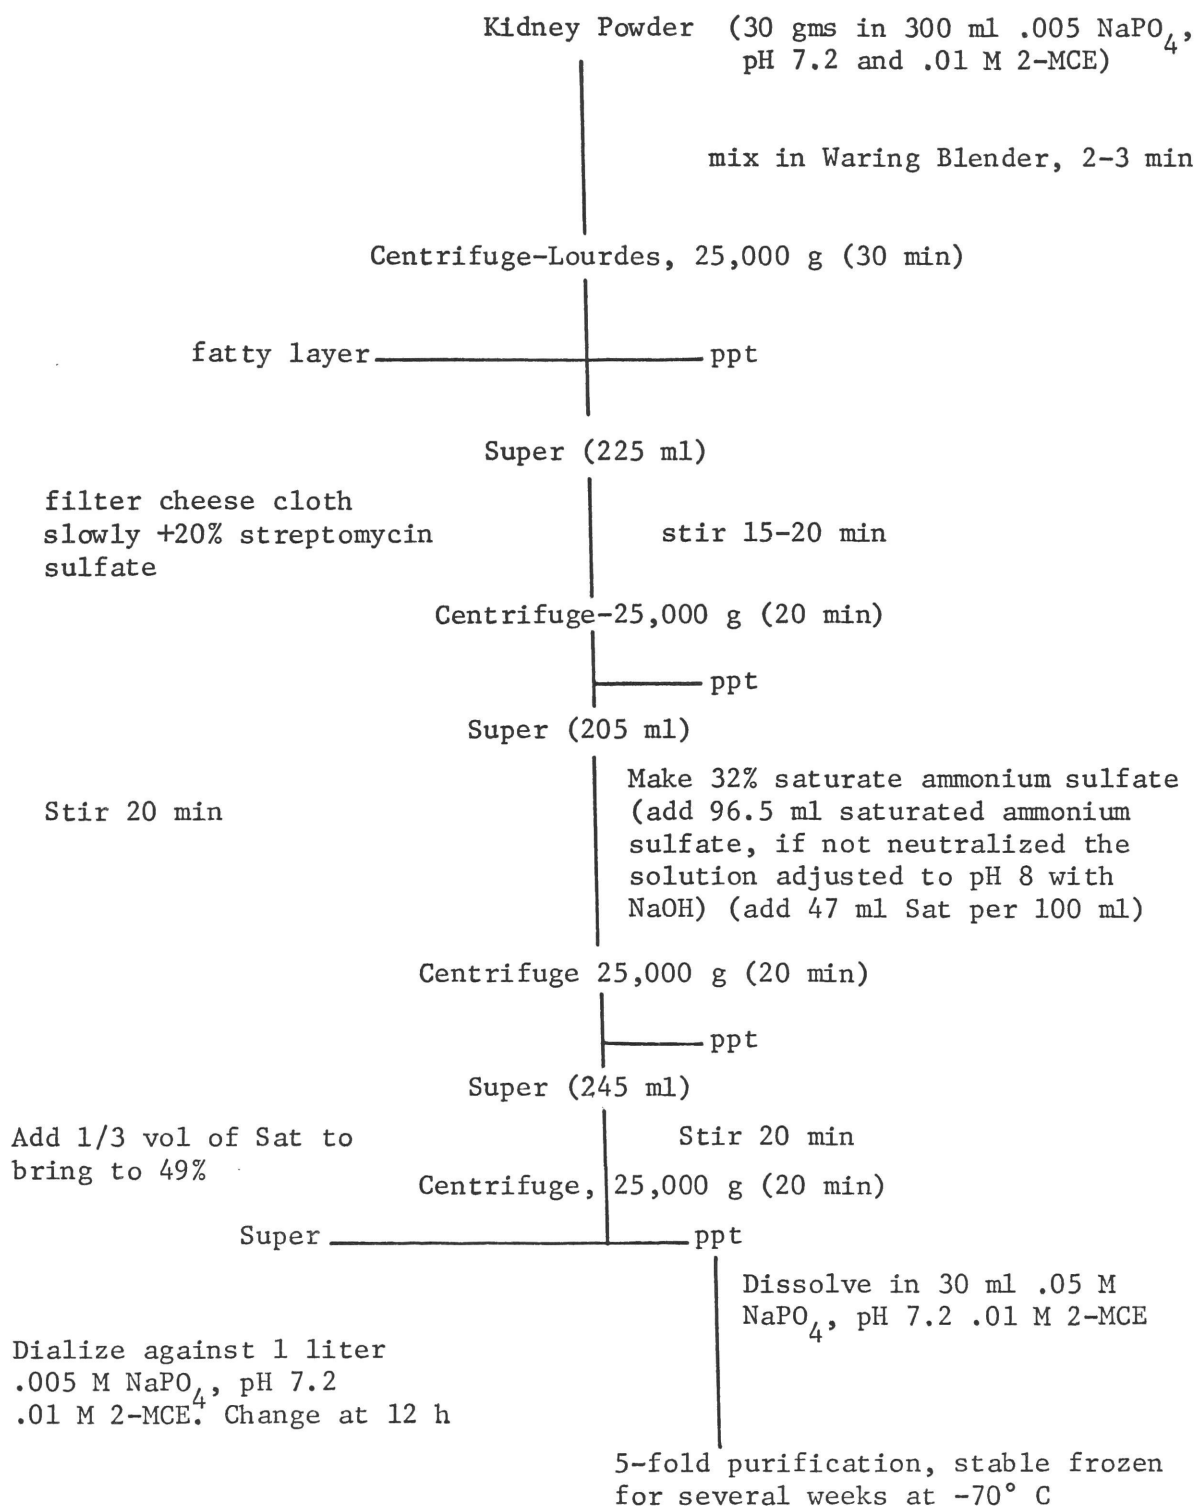 Kidney Powder (30 gms in 300 ml .005 NaPO4,
pH 7.2 and .01 M 2-MCE)
mix in Waring Blender, 2-3 min
Centrifuge-Lourdes, 25,000 g (30 min)
fatty layer ppt
Super (225 ml)
filter cheese cloth
slowly +20% streptomycin
sulfate
stir 15-20 min
Centrifuge-25,000 g (20 min)
ppt
Super (205 ml)
Stir 20 min
Make 32% saturate ammonium sulfate
(add 96.5 ml saturated ammonium
sulfate, if not neutralized the
solution adjusted to pH 8 with
NaOH) (add 47 ml Sat per 100 ml)
Centrifuge 25,000 g (20 min)
ppt
Super (245 ml)
Add 1/3 vol of Sat to
bring to 49%
Stir 20 min
Centrifuge, 25,000 g (20 min)
Super ppt
Dissolve in 30 ml .05 M
NaPO4, pH 7.2 .01 M 2-MCE
Dialize against 1 liter
.005 M NaPO4, pH 7.2
.01 M 2-MCE. Change at 12 h
5-fold purification, stable frozen
for several weeks at -70° C